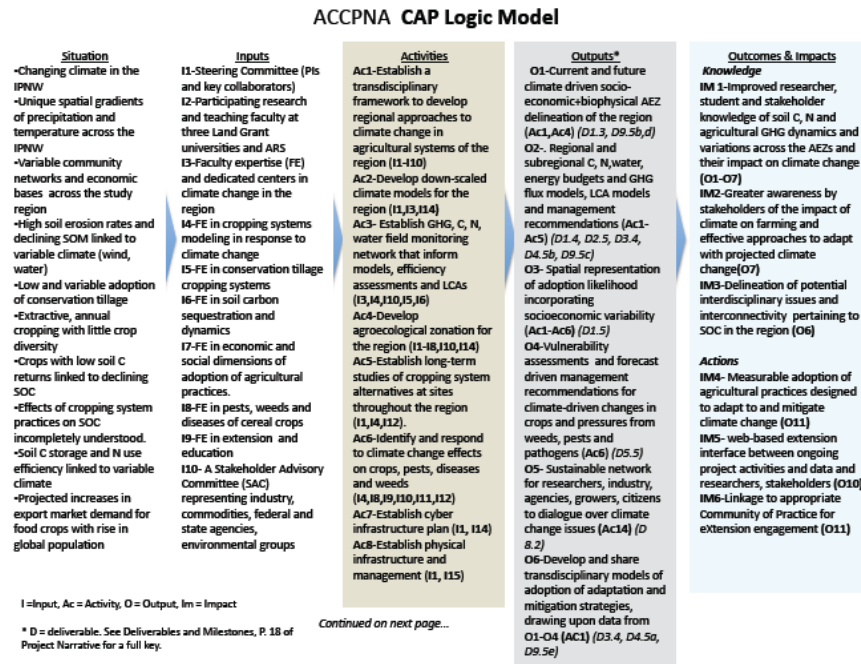 ACCPNA CAP Logic Model
Situation
•Changing climate in the
IPNW
•Unique spatial gradients
of precipitation and
temperature across the
IPNW
•Variable community
networks and economic
bases across the study
region
•High soil erosion rates and
declining SOM linked to
variable climate (wind,
water)
•Low and variable adoption
of conservation tillage
•Extractive, annual
cropping with little crop
diversity
•Crops with low soil C
returns linked to declining
SOC
•Effects of cropping system
practices on SOC
incompletely understood.
•Soil C storage and N use
efficiency linked to variable
climate
•Projected increases in
export market demand for
food crops with rise in
global population
Inputs
I1-Steering Committee (PIs
and key collaborators)
I2-Participating research
and teaching faculty at
three Land Grant
universities and ARS
I3-Faculty expertise (FE)
and dedicated centers in
climate change in the
region
I4-FE in cropping systems
modeling in response to
climate change
I5-FE in conservation tillage
cropping systems
I6-FE in soil carbon
sequestration and
dynamics
I7-FE in economic and
social dimensions of
adoption of agricultural
practices.
I8-FE in pests, weeds and
diseases of cereal crops
I9-FE in extension and
education
I10- A Stakeholder Advisory
Committee (SAC)
representing industry,
commodities, federal and
state agencies,
environmental groups
Activities
Ac1-Establish a
transdisciplinary
framework to develop
regional approaches to
climate change in
agricultural systems of the
region (I1-I10)
Ac2-Develop down-scaled
climate models for the
region (I1,I3,I14)
Ac3- Establish GHG, C, N,
water field monitoring
network that inform
models, efficiency
assessments and LCAs
(I3,I4,I10,I5,I6)
Ac4-Develop
agroecological zonation for
the region (I1-I8,I10,I14)
Ac5-Establish long-term
studies of cropping system
alternatives at sites
throughout the region
(I1,I4,I12).
Ac6-Identify and respond
to climate change effects
on crops, pests, diseases
and weeds
(I4,I8,I9,I10,I11,I12)
Ac7-Establish cyber
infrastructure plan (I1, I14)
Ac8-Establish physical
infrastructure and
management (I1, I15)
Continued on next page...
Outputs*
O1-Current and future
climate driven socio-
economic+biophysical AEZ
delineation of the region
(Ac1,Ac4) (D1.3, D9.5b,d)
O2-. Regional and
subregional C, N,water,
energy budgets and GHG
flux models, LCA models
and management
recommendations (Ac1-
Ac5) (D1.4, D2.5, D3.4,
D4.5b, D9.5c)
O3- Spatial representation
of adoption likelihood
incorporating
socioeconomic variability
(Ac1-Ac6) (D1.5)
O4-Vulnerability
assessments and forecast
driven management
recommendations for
climate-driven changes in
crops and pressures from
weeds, pests and
pathogens (Ac6) (D5.5)
O5- Sustainable network
for researchers, industry,
agencies, growers, citizens
to dialogue over climate
change issues (Ac14) (D
8.2)
O6-Develop and share
transdisciplinary models of
adoption of adaptation and
mitigation strategies,
drawing upon data from
O1-O4 (AC1) (D3.4, D4.5a,
D9.5e)
Outcomes & Impacts
Knowledge
IM 1-Improved researcher,
student and stakeholder
knowledge of soil C, N and
agricultural GHG dynamics and
variations across the AEZs and
their impact on climate change
(O1-O7)
IM2-Greater awareness by
stakeholders of the impact of
climate on farming and
effective approaches to adapt
with projected climate
change(O7)
IM3-Delineation of potential
interdisciplinary issues and
interconnectivity pertaining to
SOC in the region (O6)
Actions
IM4- Measurable adoption of
agricultural practices designed
to adapt to and mitigate
climate change (O11)
IM5- web-based extension
interface between ongoing
project activities and data and
researchers, stakeholders (O10)
IM6-Linkage to appropriate
Community of Practice for
eXtension engagement (O11)
I =Input, Ac = Activity, O = Output, Im = Impact
* D = deliverable. See Deliverables and Milestones, P. 18 of
Project Narrative for a full key.